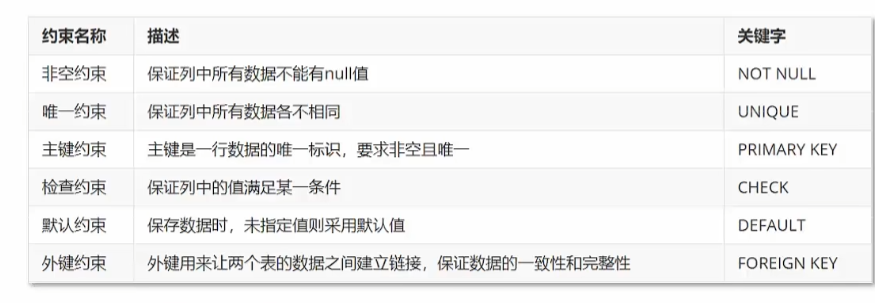 约束名称 描述 关键字
非空约束 保证列中所有数据不能有null值 NOT NULL
唯一约束 保证列中所有数据各不相同 UNIQUE
主键约束 主键是一行数据的唯一标识，要求非空且唯一 PRIMARY KEY
检查约束 保证列中的值满足某一条件 CHECK
默认约束 保存数据时，未指定值则采用默认值 DEFAULT
外键约束 外键用来让两个表的数据之间建立链接，保证数据的一致性和完整性 FOREIGN KEY